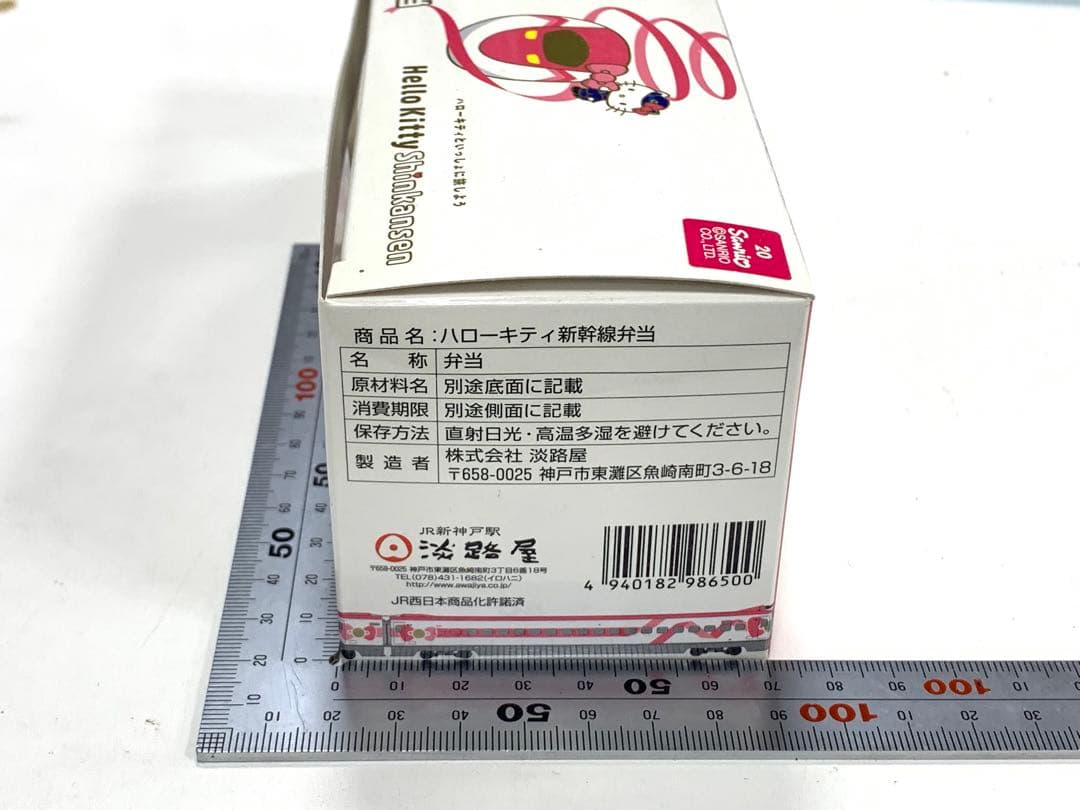 Hello Kitty Shinkansen
ハローキティといっしょに旅しよう
20
Sanrio
©SANRIO
CO., LTD.
商品名:ハローキティ新幹線弁当
名 称 弁当
原材料名 別途底面に記載
消費期限 別途側面に記載
保存方法 直射日光・高温多湿を避けてください。
製造者 株式会社 淡路屋
〒658-0025 神戸市東灘区魚崎南町3-6-18
JR新神戸駅
淡路屋
〒658-0025 神戸市東灘区魚崎南町3丁目6番18号
TEL(078)431-1682(イロハニ)
http://www.awajiya.co.jp/
JR西日本商品化許諾済
4 940182 986500
100
50
50
20 10 0
10
0 10 20 30 50 60 70 80 90 100 10
10 20 30 40 50 60 70 80 90 100 10 20 30